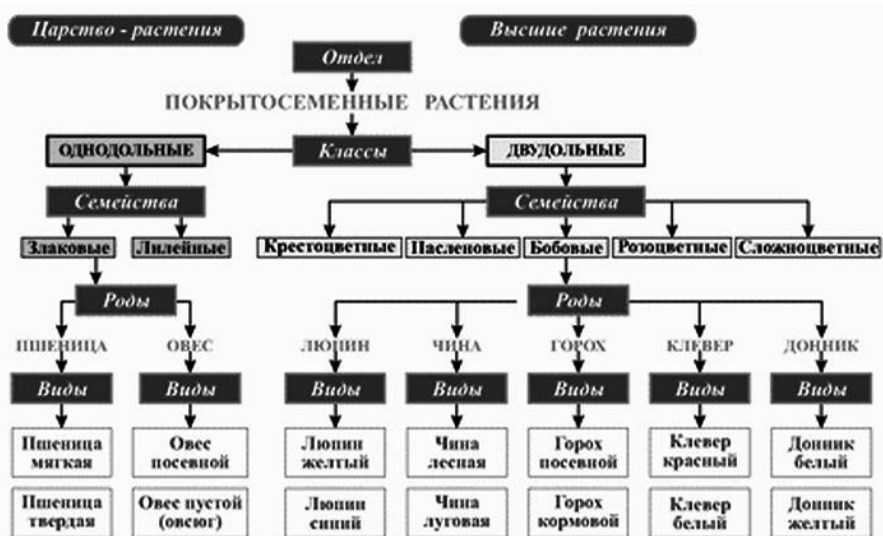 Царство - растения
Высшие растения
Отдел
ПОКРЫТОСЕМЕННЫЕ РАСТЕНИЯ
ОДНОДОЛЬНЫЕ
Классы
ДВУДОЛЬНЫЕ
Семейства
Семейства
Злаковые
Лилейные
Крестоцветные
Пасленовые
Бобовые
Розоцветные
Сложноцветные
Роды
Роды
ПШЕНИЦА
ОВЕС
ЛЮПИН
ЧИНА
ГОРОХ
КЛЕВЕР
ДОННИК
Виды
Виды
Виды
Виды
Виды
Виды
Виды
Пшеница
мягкая
Овес
посевной
Люпин
желтый
Чина
лесная
Горох
посевной
Клевер
красный
Донник
белый
Пшеница
твердая
Овес пустой
(овсюг)
Люпин
синий
Чина
луговая
Горох
кормовой
Клевер
белый
Донник
желтый